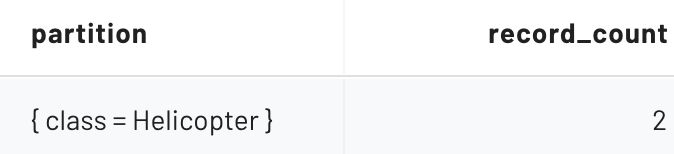 partition record_count
{ class = Helicopter } 2